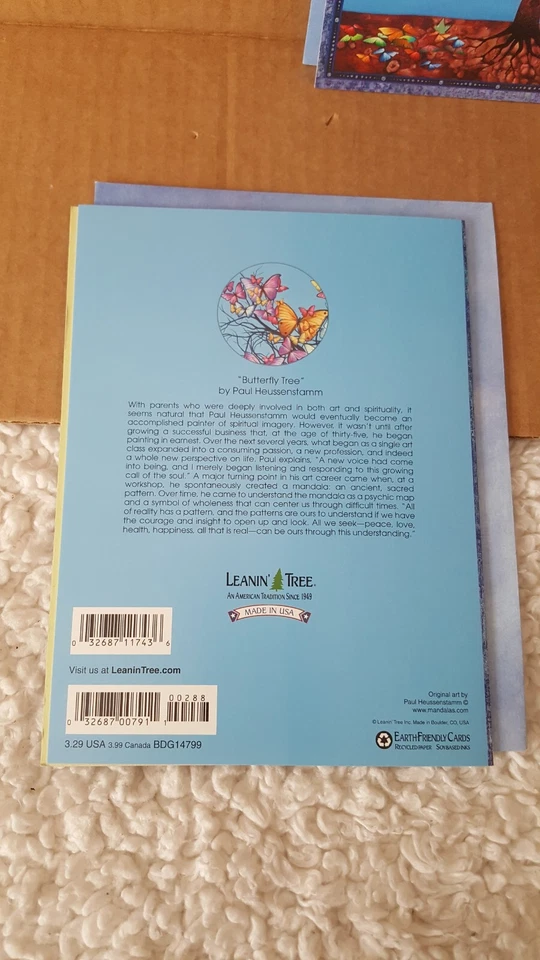 "Butterfly Tree"
by Paul Heussenstamm
With parents who were deeply involved in both art and spirituality, it
seems natural that Paul Heussenstamm would eventually become an
accomplished painter of spiritual imagery. However, it wasn't until after
growing a successful business that, at the age of thirty-five, he began
painting in earnest. Over the next several years, what began as a single art
class expanded into a consuming passion, a new profession, and indeed
a whole new perspective on life. Paul explains, "A new voice had come
into being, and I merely began listening and responding to this growing
call of the soul." A major turning point in his art career came when, at a
workshop, he spontaneously created a mandala: an ancient, sacred
pattern. Over time, he came to understand the mandala as a psychic map
and a symbol of wholeness that can center us through difficult times. "All
of reality has a pattern, and the patterns are ours to understand if we have
the courage and insight to open up and look. All we seek—peace, love,
health, happiness, all that is real—can be ours through this understanding."
LEANIN' TREE®
AN AMERICAN TRADITION SINCE 1949
MADE IN USA
0 32687 11743 6
Visit us at LeaninTree.com
00288
0 32687 00791 1
3.29 USA 3.99 Canada BDG14799
Original art by
Paul Heussenstamm ©
www.mandalas.com
© Leanin' Tree Inc. Made in Boulder, CO, USA
EARTH FRIENDLY CARDS
RECYCLED PAPER SOY BASED INKS